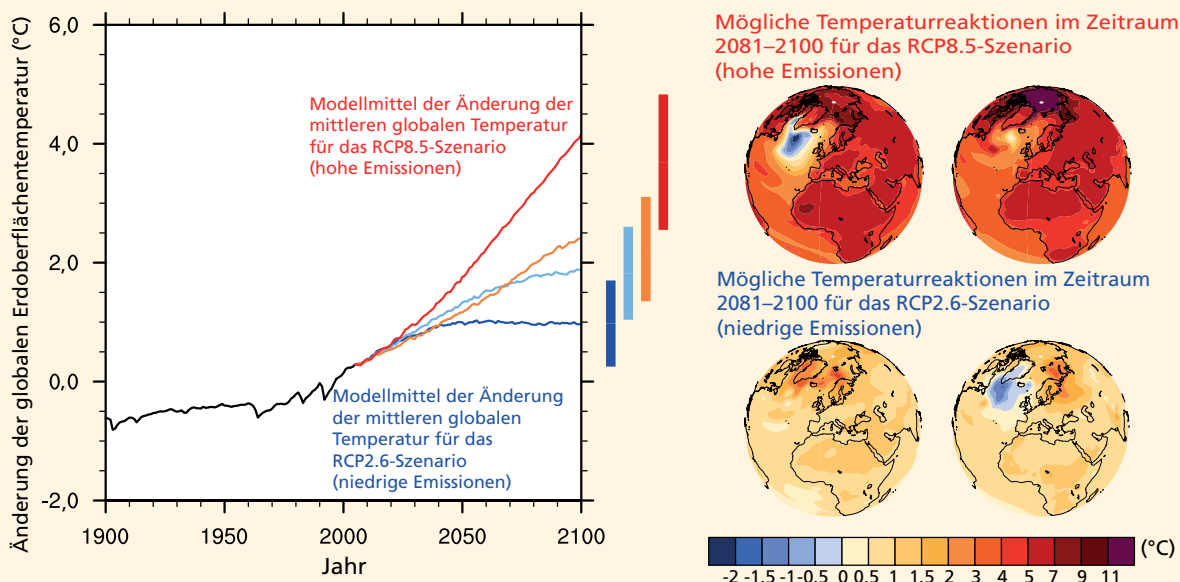 Änderung der globalen Erdoberflächentemperatur (°C)
6,0
4,0
2,0
0,0
-2,0
1900
1950
2000
2050
2100
Jahr
Modellmittel der Änderung der
mittleren globalen Temperatur
für das RCP8.5-Szenario
(hohe Emissionen)
Modellmittel der Änderung
der mittleren globalen
Temperatur für das
RCP2.6-Szenario
(niedrige Emissionen)
Mögliche Temperaturreaktionen im Zeitraum
2081–2100 für das RCP8.5-Szenario
(hohe Emissionen)
Mögliche Temperaturreaktionen im Zeitraum
2081–2100 für das RCP2.6-Szenario
(niedrige Emissionen)
(°C)
-2 -1.5 -1 -0.5 0 0.5 1 1.5 2 3 4 5 7 9 11